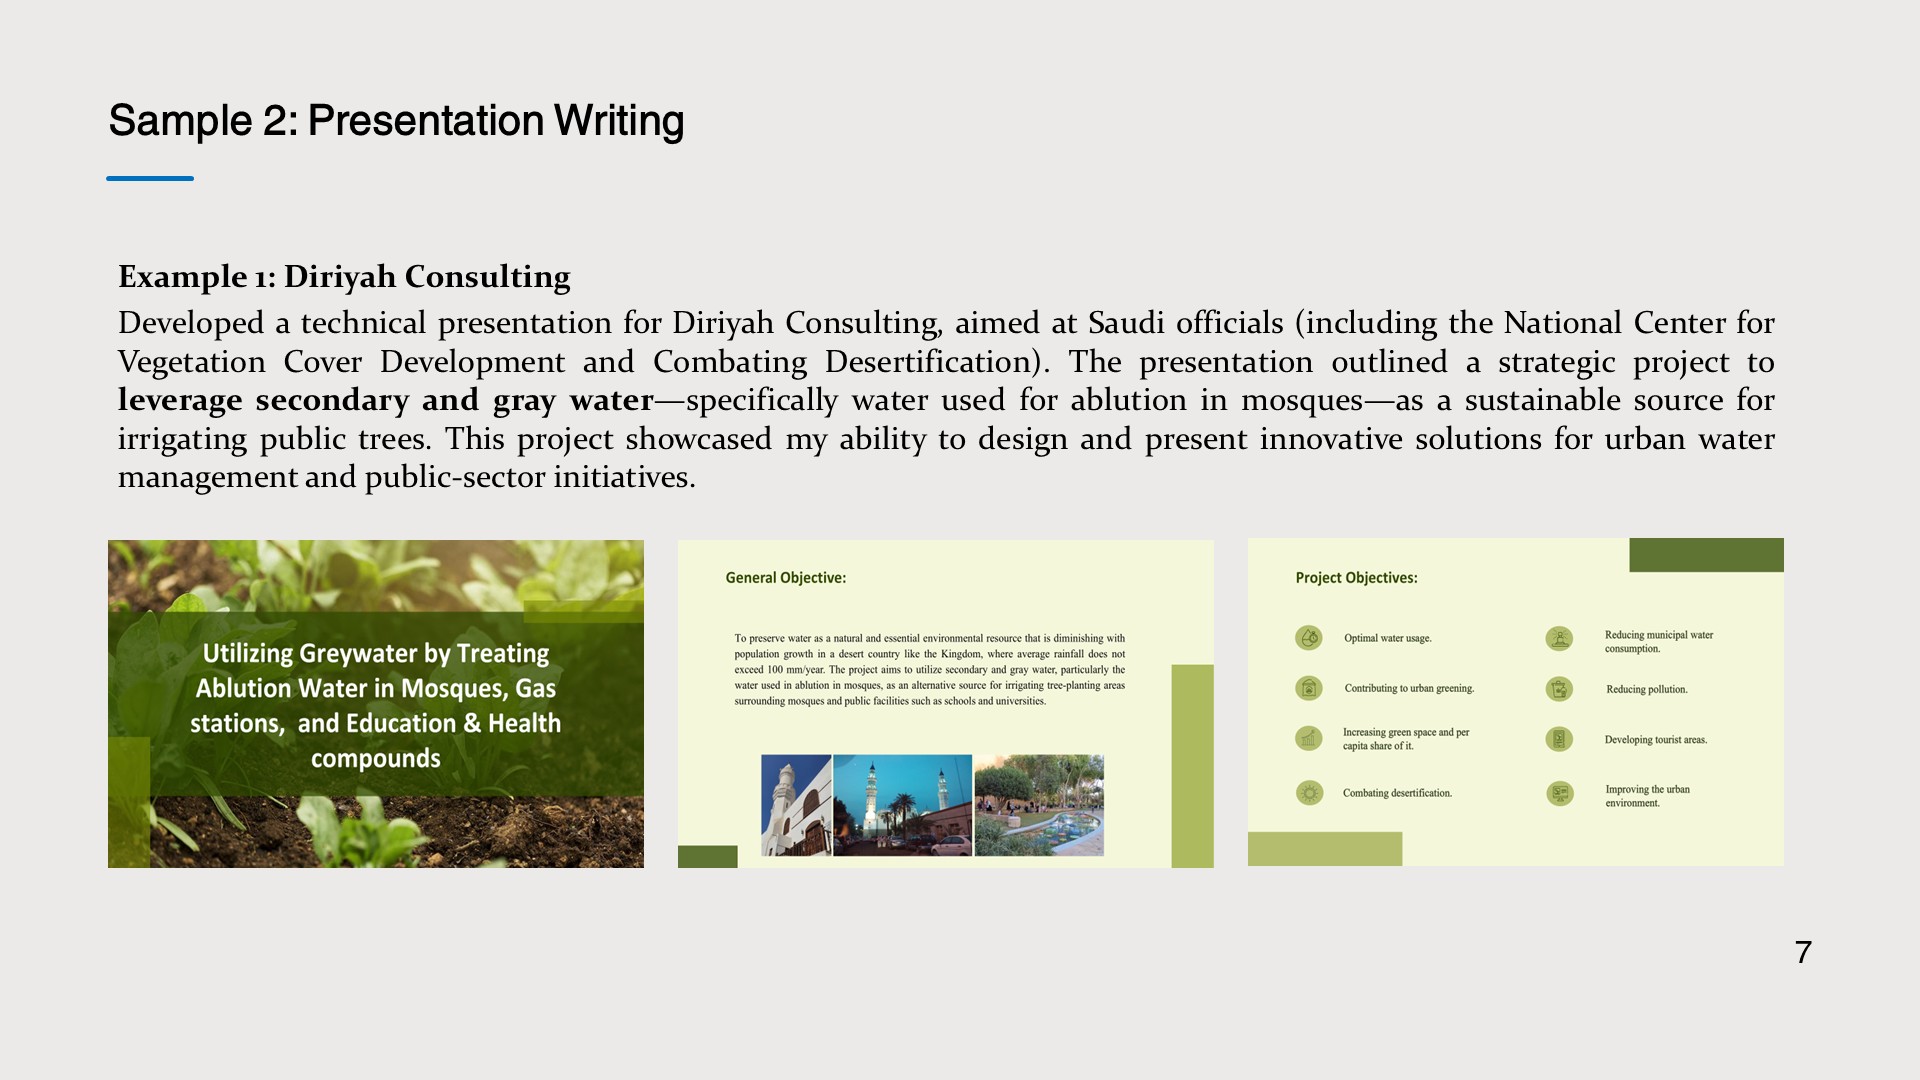 Sample 2: Presentation Writing
Example 1: Diriyah Consulting
Developed a technical presentation for Diriyah Consulting, aimed at Saudi officials (including the National Center for
Vegetation Cover Development and Combating Desertification). The presentation outlined a strategic project to
leverage secondary and gray water—specifically water used for ablution in mosques—as a sustainable source for
irrigating public trees. This project showcased my ability to design and present innovative solutions for urban water
management and public-sector initiatives.
Utilizing Greywater by Treating
Ablution Water in Mosques, Gas
stations,  and Education & Health
compounds
General Objective:
To preserve water as a natural and essential environmental resource that is diminishing with
population growth in a desert country like the Kingdom, where average rainfall does not
exceed 100 mm/year. The project aims to utilize secondary and gray water, particularly the
water used in ablution in mosques, as an alternative source for irrigating tree-planting areas
surrounding mosques and public facilities such as schools and universities.
Project Objectives:
Optimal water usage.
Contributing to urban greening.
Increasing green space and per
capita share of it.
Combating desertification.
Reducing municipal water
consumption.
Reducing pollution.
Developing tourist areas.
Improving the urban
environment.
7